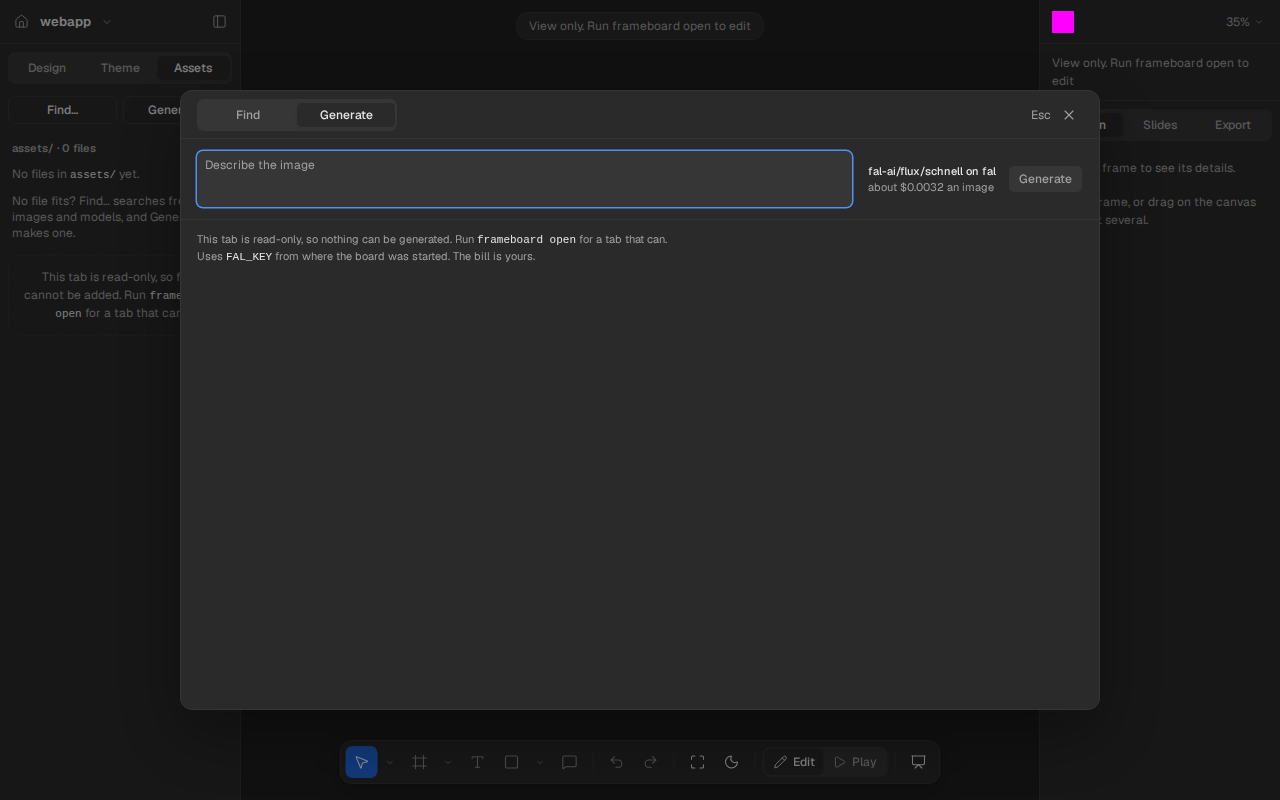 webapp
View only. Run frameboard open to edit
35%
Design Theme Assets
View only. Run frameboard open to
edit
Find…
Find Generate
Esc
Slides Export
assets/ · 0 files
No files in assets/ yet.
No file fits? Find… searches
images and models, and
makes one.
This tab is read-only, so
cannot be added. Run
open for a tab that
Describe the image
fal-ai/flux/schnell on fal
about $0.0032 an image
Generate
This tab is read-only, so nothing can be generated. Run frameboard open for a tab that can.
Uses FAL_KEY from where the board was started. The bill is yours.
frame to see its details.
or drag on the canvas
several.
Edit Play